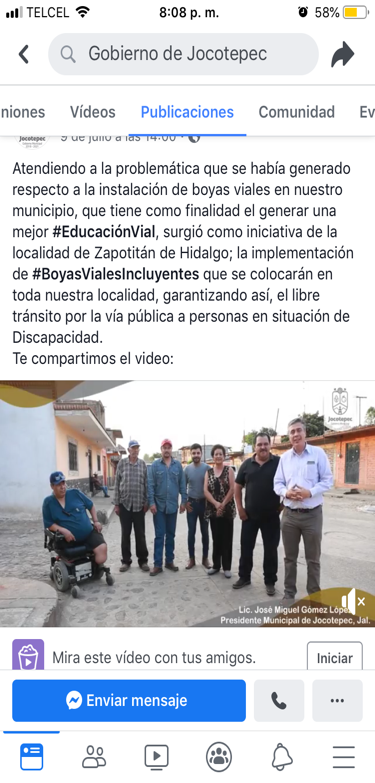 TELCEL
8:08 p. m.
58%
Gobierno de Jocotepec
niones
Vídeos
Publicaciones
Comunidad
Ev
Jocotepec
9 de julio a las 14:00 ·
Atendiendo a la problemática que se había generado
respecto a la instalación de boyas viales en nuestro
municipio, que tiene como finalidad el generar una
mejor #EducaciónVial, surgió como iniciativa de la
localidad de Zapotitán de Hidalgo; la implementación
de #BoyasVialesIncluyentes que se colocarán en
toda nuestra localidad, garantizando así, el libre
tránsito por la vía pública a personas en situación de
Discapacidad.
Te compartimos el video:
Jocotepec
Lic. José Miguel Gómez López
Presidente Municipal de Jocotepec, Jal.
Mira este vídeo con tus amigos.
Iniciar
Enviar mensaje